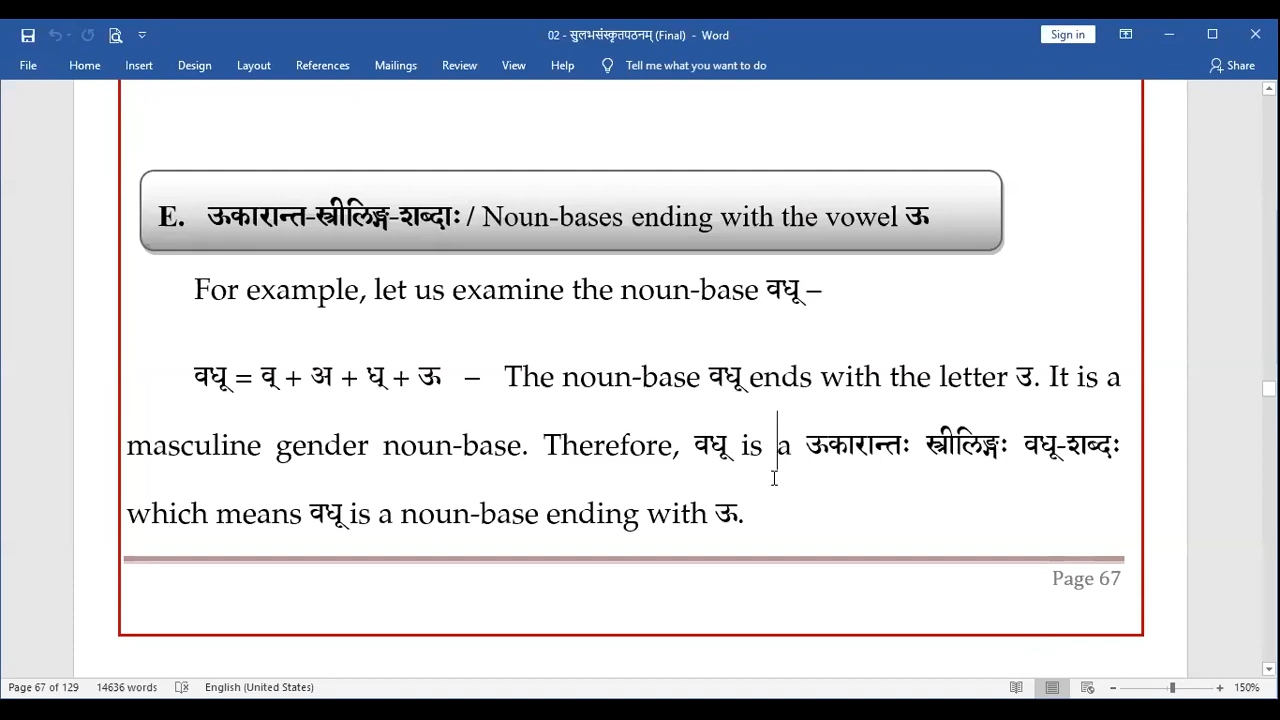 02 - सुलभसंस्कृतपठनम् (Final) - Word
Sign in
File Home Insert Design Layout References Mailings Review View Help Tell me what you want to do Share
E. ऊकारान्त-स्त्रीलिङ्ग-शब्दाः / Noun-bases ending with the vowel ऊ
For example, let us examine the noun-base वधू –
वधू = व् + अ + ध् + ऊ – The noun-base वधू ends with the letter उ. It is a
masculine gender noun-base. Therefore, वधू is a ऊकारान्तः स्त्रीलिङ्गः वधू-शब्दः
which means वधू is a noun-base ending with ऊ.
Page 67
Page 67 of 129 14636 words English (United States) 150%